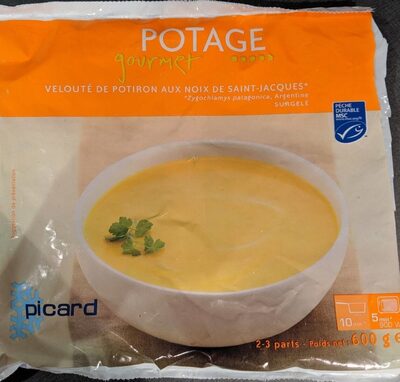 POTAGE
gourmet
VELOUTÉ DE POTIRON AUX NOIX DE SAINT-JACQUES*
*Zygochlamys patagonica, Argentine
SURGELÉ
PÊCHE
DURABLE
MSC
picard
10
5
2-3 parts - Poids net : 600 g e